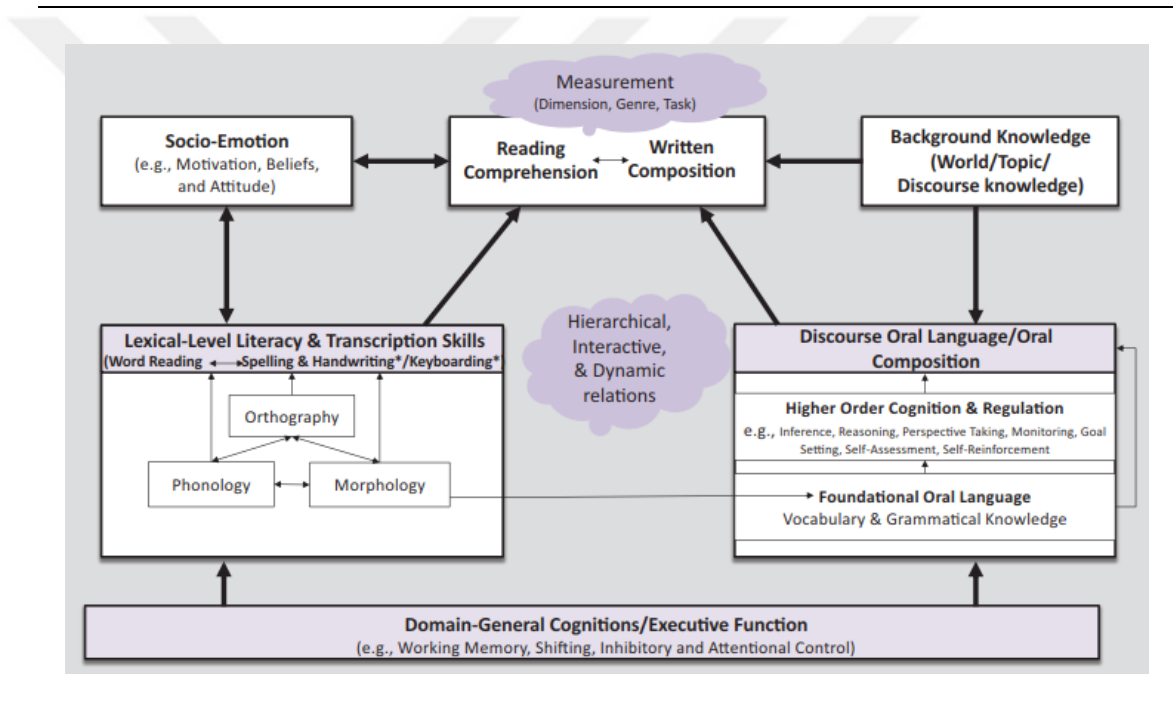 Measurement
(Dimension, Genre, Task)
Socio-Emotion
(e.g., Motivation, Beliefs,
and Attitude)
Reading
Comprehension
Written
Composition
Background Knowledge
(World/Topic/
Discourse knowledge)
Hierarchical,
Interactive,
& Dynamic
relations
Lexical-Level Literacy & Transcription Skills
(Word Reading Spelling & Handwriting*/Keyboarding*)
Orthography
Phonology
Morphology
Discourse Oral Language/Oral
Composition
Higher Order Cognition & Regulation
e.g., Inference, Reasoning, Perspective Taking, Monitoring, Goal
Setting, Self-Assessment, Self-Reinforcement
Foundational Oral Language
Vocabulary & Grammatical Knowledge
Domain-General Cognitions/Executive Function
(e.g., Working Memory, Shifting, Inhibitory and Attentional Control)